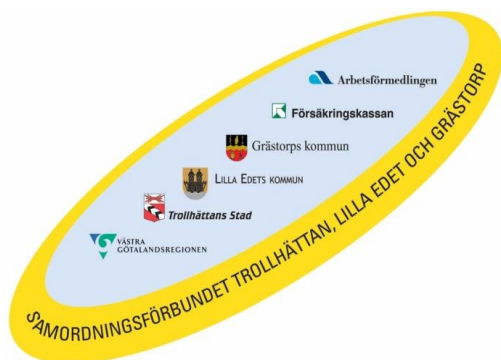 Arbetsförmedlingen
Försäkringskassan
Grästorps kommun
LILLA EDETS KOMMUN
Trollhättans Stad
VÄSTRA
GÖTALANDSREGIONEN
SAMORDNINGSFÖRBUNDET TROLLHÄTTAN, LILLA EDET OCH GRÄSTORP